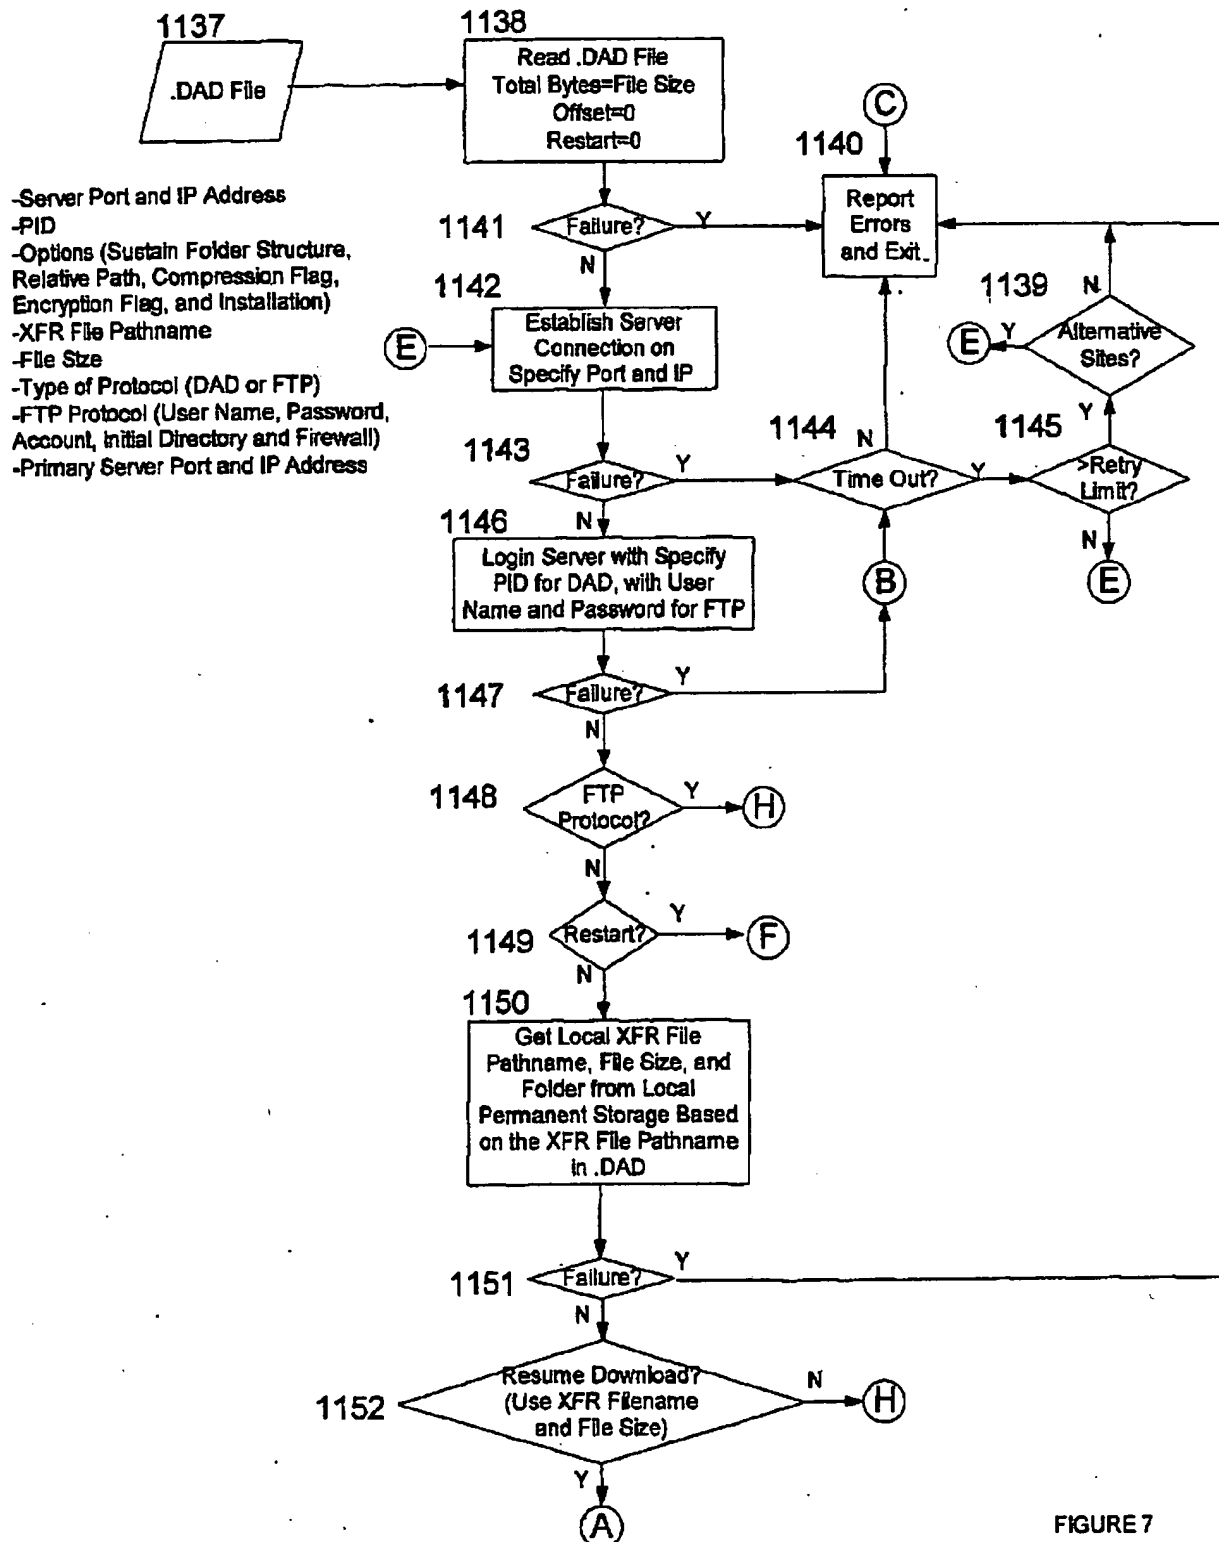 1137
.DAD File
1138
Read .DAD File
Total Bytes=File Size
Offset=0
Restart=0
C
1140
Report
Errors
and Exit
-Server Port and IP Address
-PID
-Options (Sustain Folder Structure,
Relative Path, Compression Flag,
Encryption Flag, and Installation)
-XFR File Pathname
-File Size
-Type of Protocol (DAD or FTP)
-FTP Protocol (User Name, Password,
Account, Initial Directory and Firewall)
-Primary Server Port and IP Address
1141
Failure?
Y
N
1142
E
Establish Server
Connection on
Specify Port and IP
1139
N
E
Y
Alternative
Sites?
1143
Failure?
Y
N
1144
N
Time Out?
Y
1145
Y
>Retry
Limit?
N
E
B
1146
Login Server with Specify
PID for DAD, with User
Name and Password for FTP
1147
Failure?
Y
N
1148
FTP
Protocol?
Y
H
N
1149
Restart?
Y
F
N
1150
Get Local XFR File
Pathname, File Size, and
Folder from Local
Permanent Storage Based
on the XFR File Pathname
in .DAD
1151
Failure?
Y
N
1152
Resume Download?
(Use XFR Filename
and File Size)
N
H
Y
A
FIGURE 7